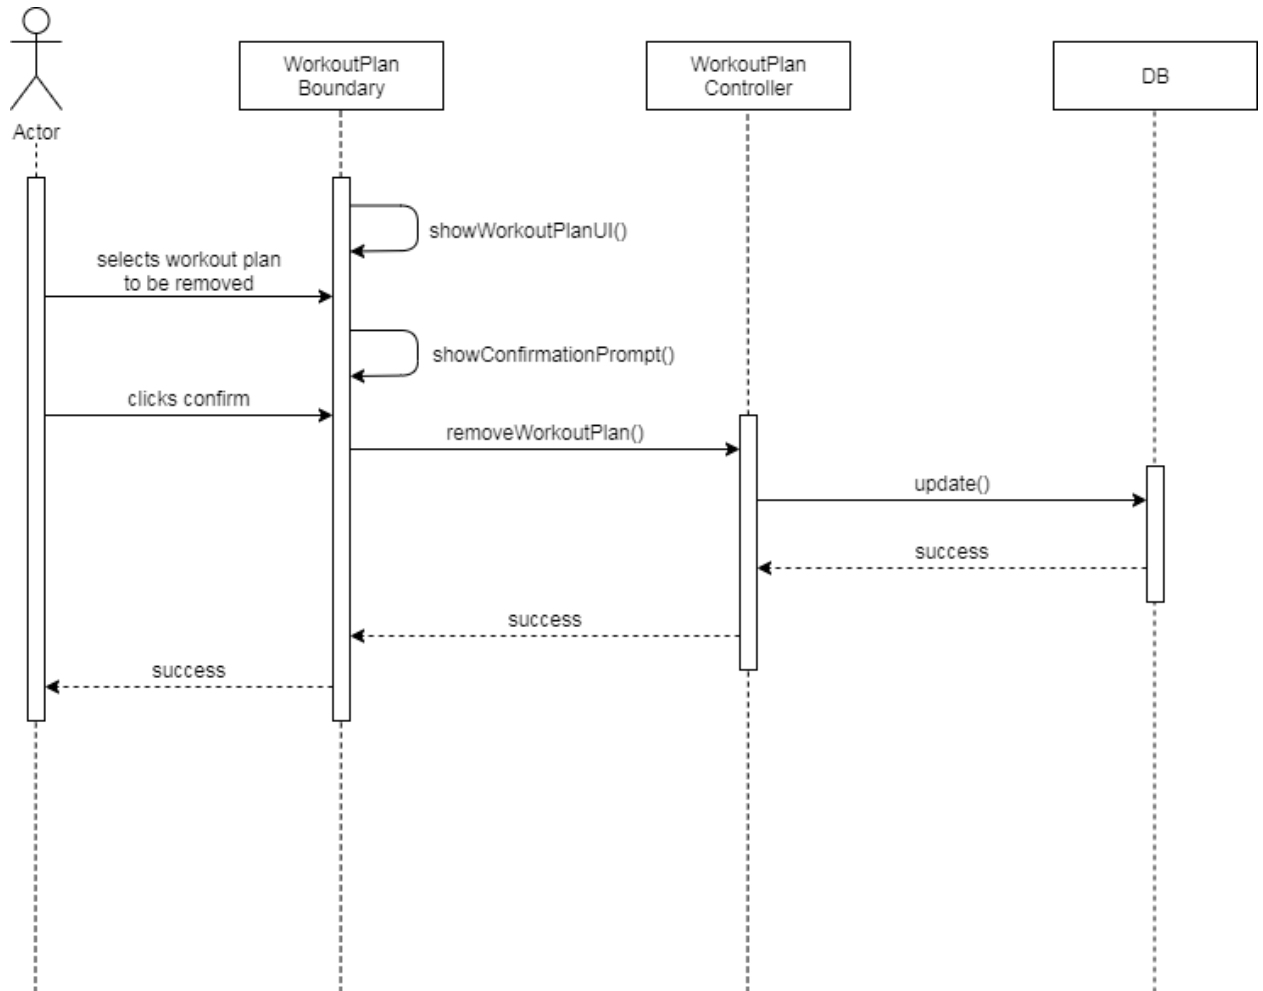 WorkoutPlan
Boundary
WorkoutPlan
Controller
DB
Actor
showWorkoutPlanUI()
selects workout plan
to be removed
showConfirmationPrompt()
clicks confirm
removeWorkoutPlan()
update()
success
success
success